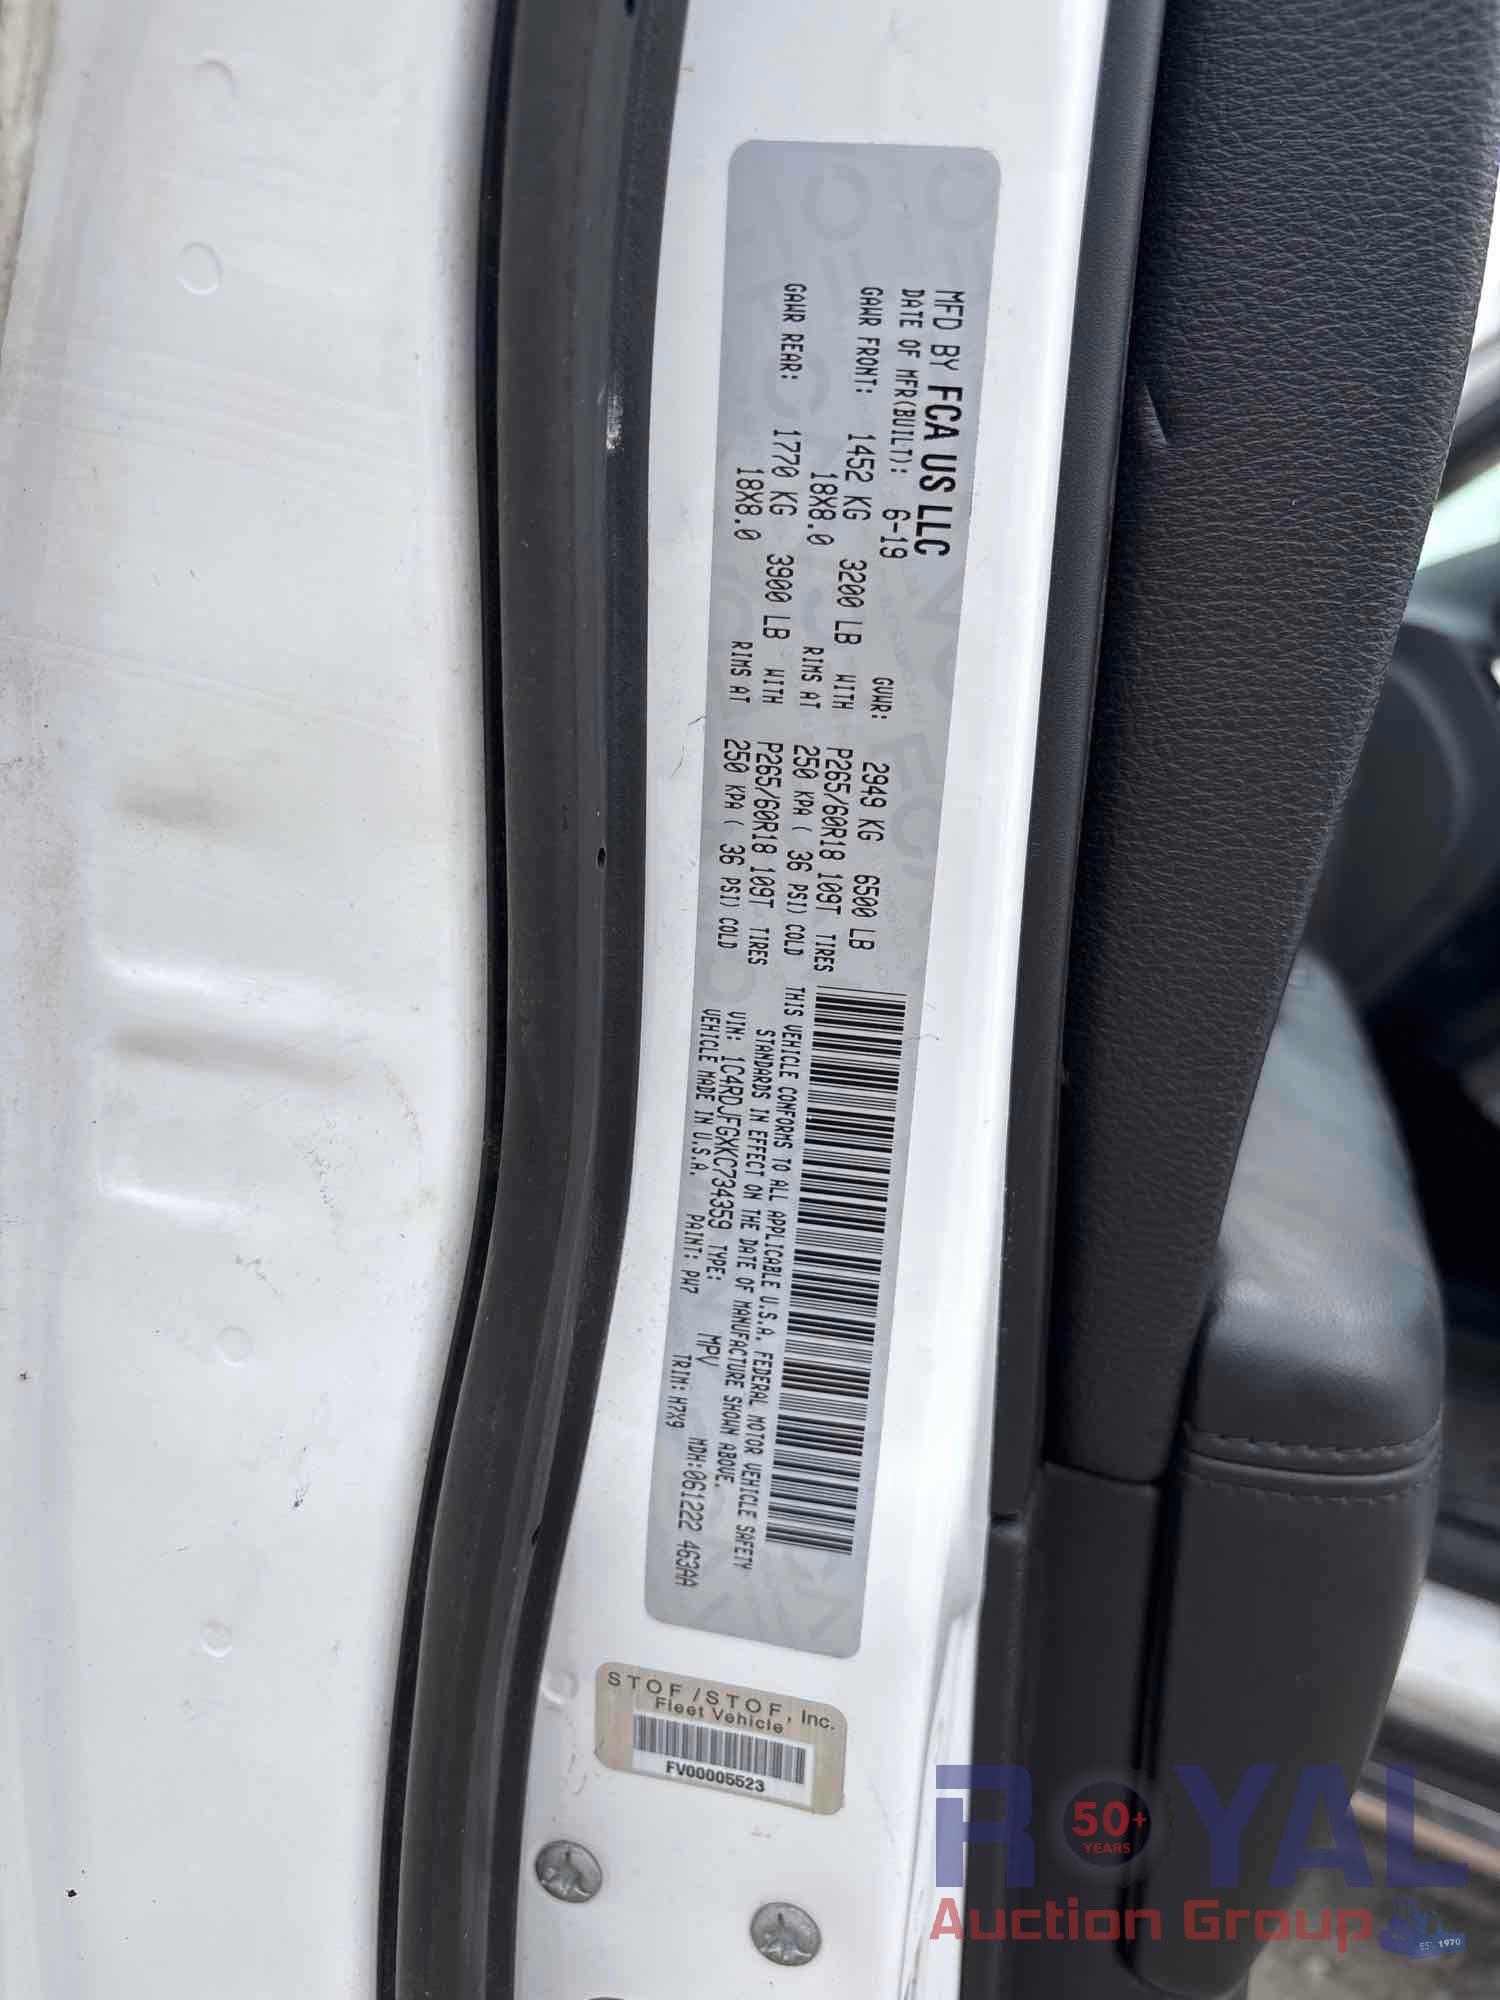 MFD BY FCA US LLC
DATE OF MFR(BUILT): 6-19 GVWR: 2949 KG 6500 LB
GAWR FRONT: 1452 KG 3200 LB WITH P265/60R18 109T TIRES
18X8.0 RIMS AT 250 KPA ( 36 PSI) COLD
GAWR REAR: 1770 KG 3900 LB WITH P265/60R18 109T TIRES
18X8.0 RIMS AT 250 KPA ( 36 PSI) COLD
THIS VEHICLE CONFORMS TO ALL APPLICABLE U.S.A. FEDERAL MOTOR VEHICLE SAFETY
STANDARDS IN EFFECT ON THE DATE OF MANUFACTURE SHOWN ABOVE.
VIN: 1C4RDJFGXKC734359 TYPE: MPV MDH:061222 463AA
VEHICLE MADE IN U.S.A. PAINT: PW7 TRIM: H7X9
STOF/STOF, Inc.
Fleet Vehicle
FV00005523
ROYAL
50+
YEARS
Auction Group
EST. 1970